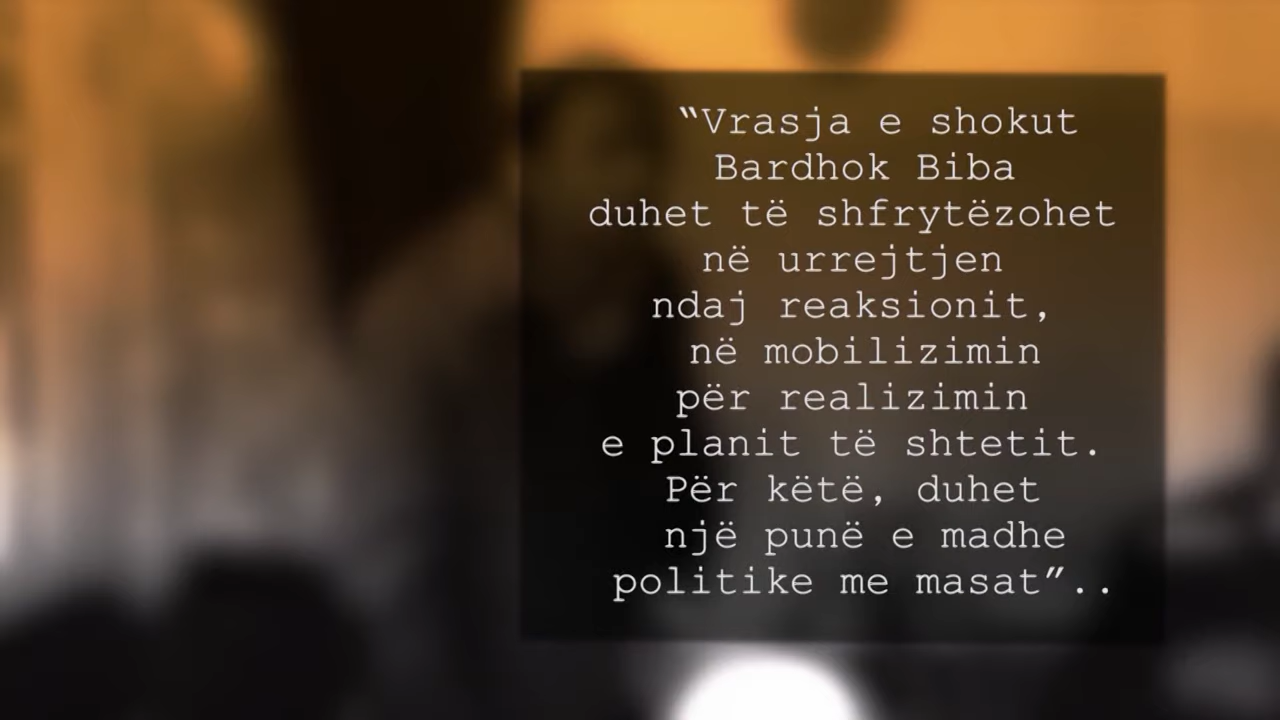 “Vrasja e shokut
Bardhok Biba
duhet të shfrytëzohet
në urrejtjen
ndaj reaksionit,
në mobilizimin
për realizimin
e planit të shtetit.
Për këtë, duhet
një punë e madhe
politike me masat”..